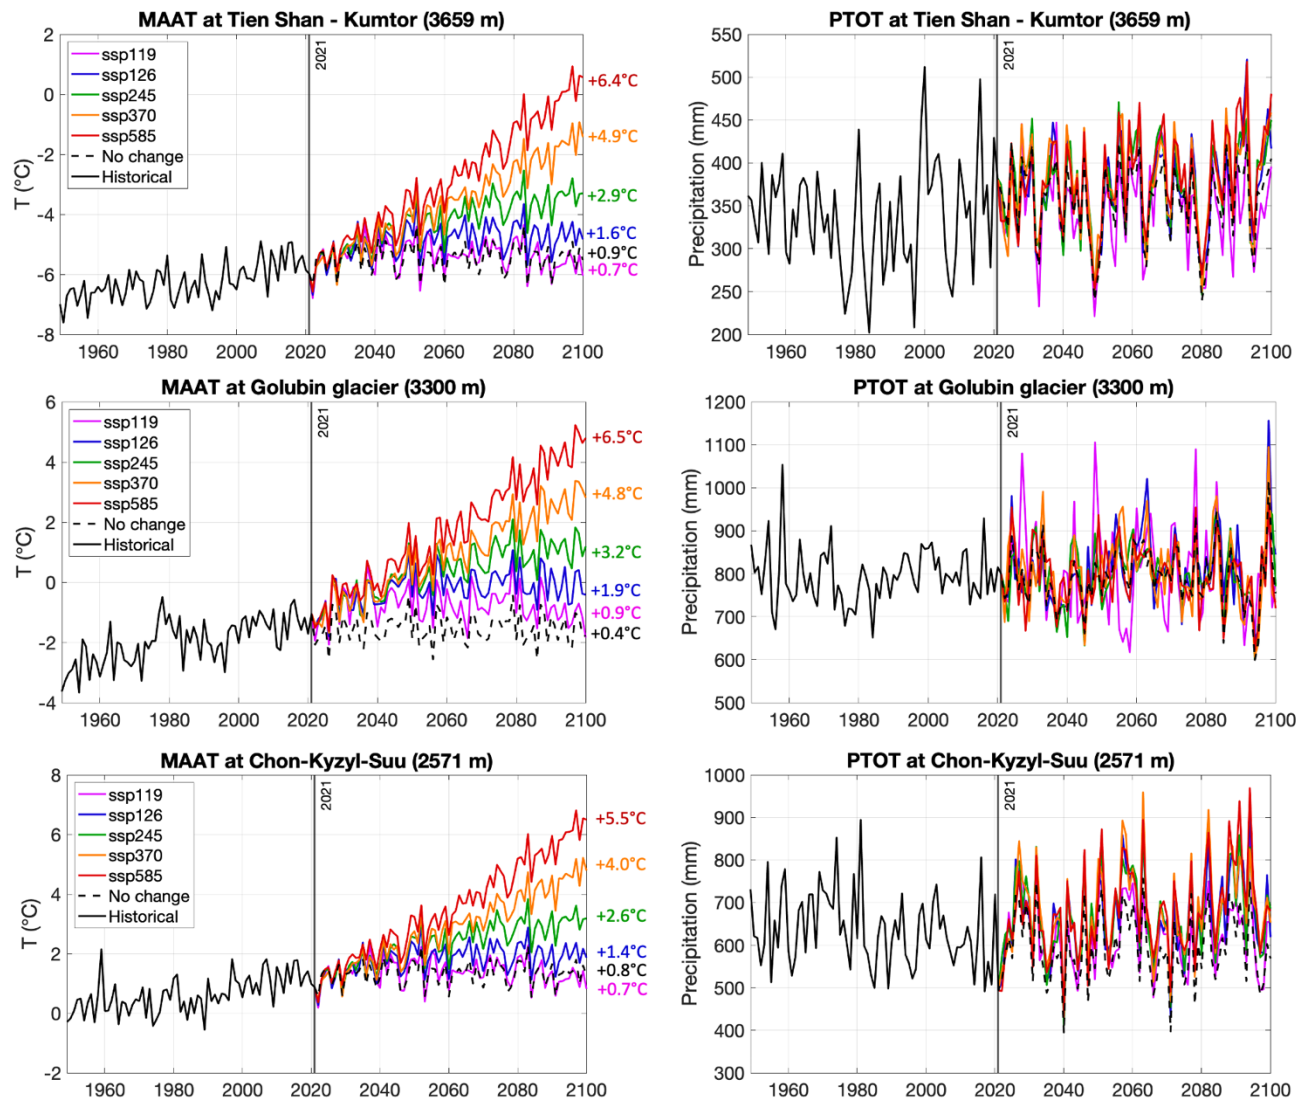 MAAT at Tien Shan - Kumtor (3659 m)
T (°C)
2
0
-2
-4
-6
-8
ssp119
ssp126
ssp245
ssp370
ssp585
No change
Historical
2021
+6.4°C
+4.9°C
+2.9°C
+1.6°C
+0.9°C
+0.7°C
1960 1980 2000 2020 2040 2060 2080 2100
PTOT at Tien Shan - Kumtor (3659 m)
Precipitation (mm)
550
500
450
400
350
300
250
200
2021
1960 1980 2000 2020 2040 2060 2080 2100
MAAT at Golubin glacier (3300 m)
T (°C)
6
4
2
0
-2
-4
ssp119
ssp126
ssp245
ssp370
ssp585
No change
Historical
2021
+6.5°C
+4.8°C
+3.2°C
+1.9°C
+0.9°C
+0.4°C
1960 1980 2000 2020 2040 2060 2080 2100
PTOT at Golubin glacier (3300 m)
Precipitation (mm)
1200
1100
1000
900
800
700
600
500
2021
1960 1980 2000 2020 2040 2060 2080 2100
MAAT at Chon-Kyzyl-Suu (2571 m)
T (°C)
8
6
4
2
0
-2
ssp119
ssp126
ssp245
ssp370
ssp585
No change
Historical
2021
+5.5°C
+4.0°C
+2.6°C
+1.4°C
+0.8°C
+0.7°C
1960 1980 2000 2020 2040 2060 2080 2100
PTOT at Chon-Kyzyl-Suu (2571 m)
Precipitation (mm)
1000
900
800
700
600
500
400
300
2021
1960 1980 2000 2020 2040 2060 2080 2100